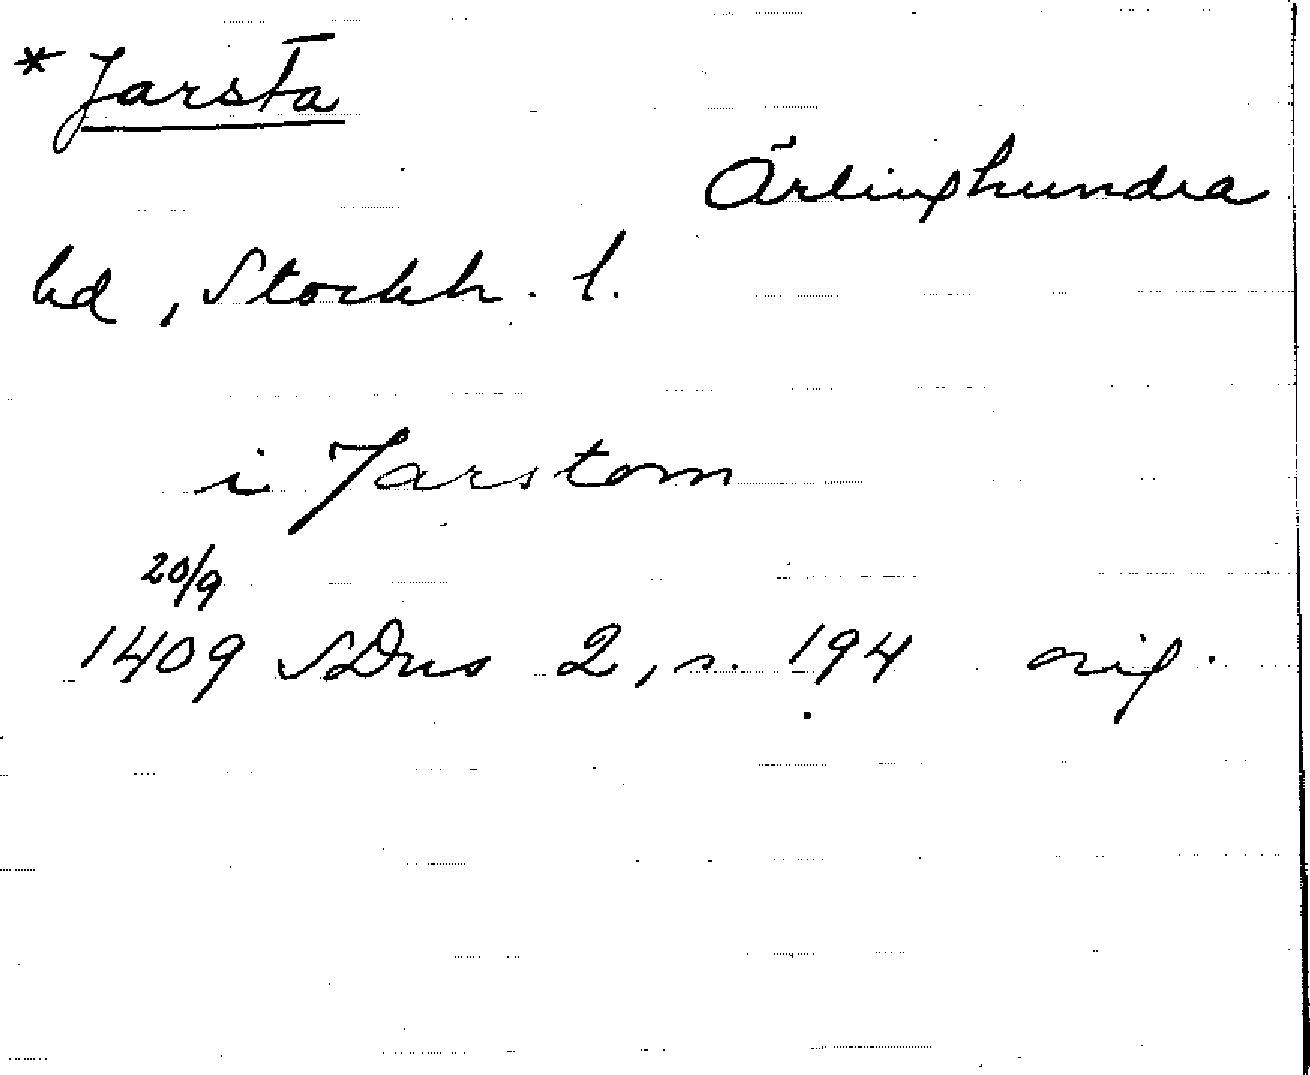 * Jarsta
Ärlinghundra
hd, Stockh. l.
i Jarstom
20/9
1409 SDns 2, s. 194 orig.